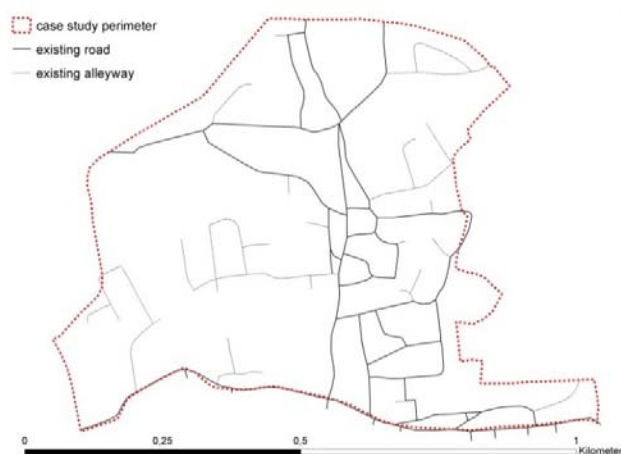 case study perimeter
existing road
existing alleyway
0 0,25 0,5 1
Kilometer